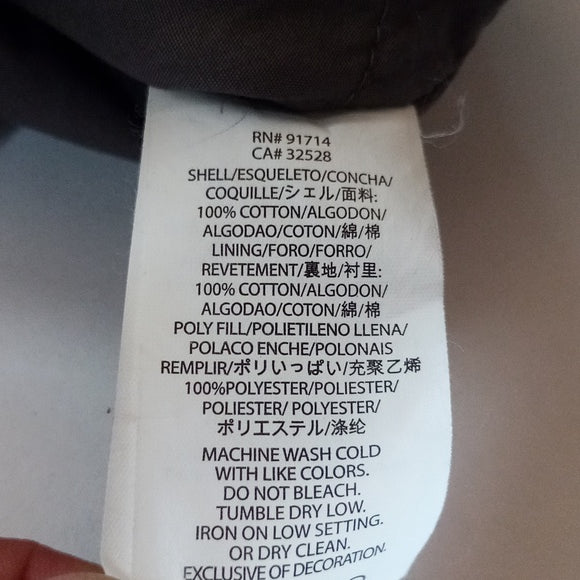 RN# 91714
CA# 32528
SHELL/ESQUELETO/CONCHA/
COQUILLE/シェル/面料:
100% COTTON/ALGODON/
ALGODAO/COTON/綿/棉
LINING/FORO/FORRO/
REVETEMENT/裏地/衬里:
100% COTTON/ALGODON/
ALGODAO/COTON/綿/棉
POLY FILL/POLIETILENO LLENA/
POLACO ENCHE/POLONAIS
REMPLIR/ポリいっぱい/充聚乙烯
100%POLYESTER/POLIESTER/
POLIESTER/ POLYESTER/
ポリエステル/涤纶
MACHINE WASH COLD
WITH LIKE COLORS.
DO NOT BLEACH.
TUMBLE DRY LOW.
IRON ON LOW SETTING.
OR DRY CLEAN.
EXCLUSIVE OF DECORATION.